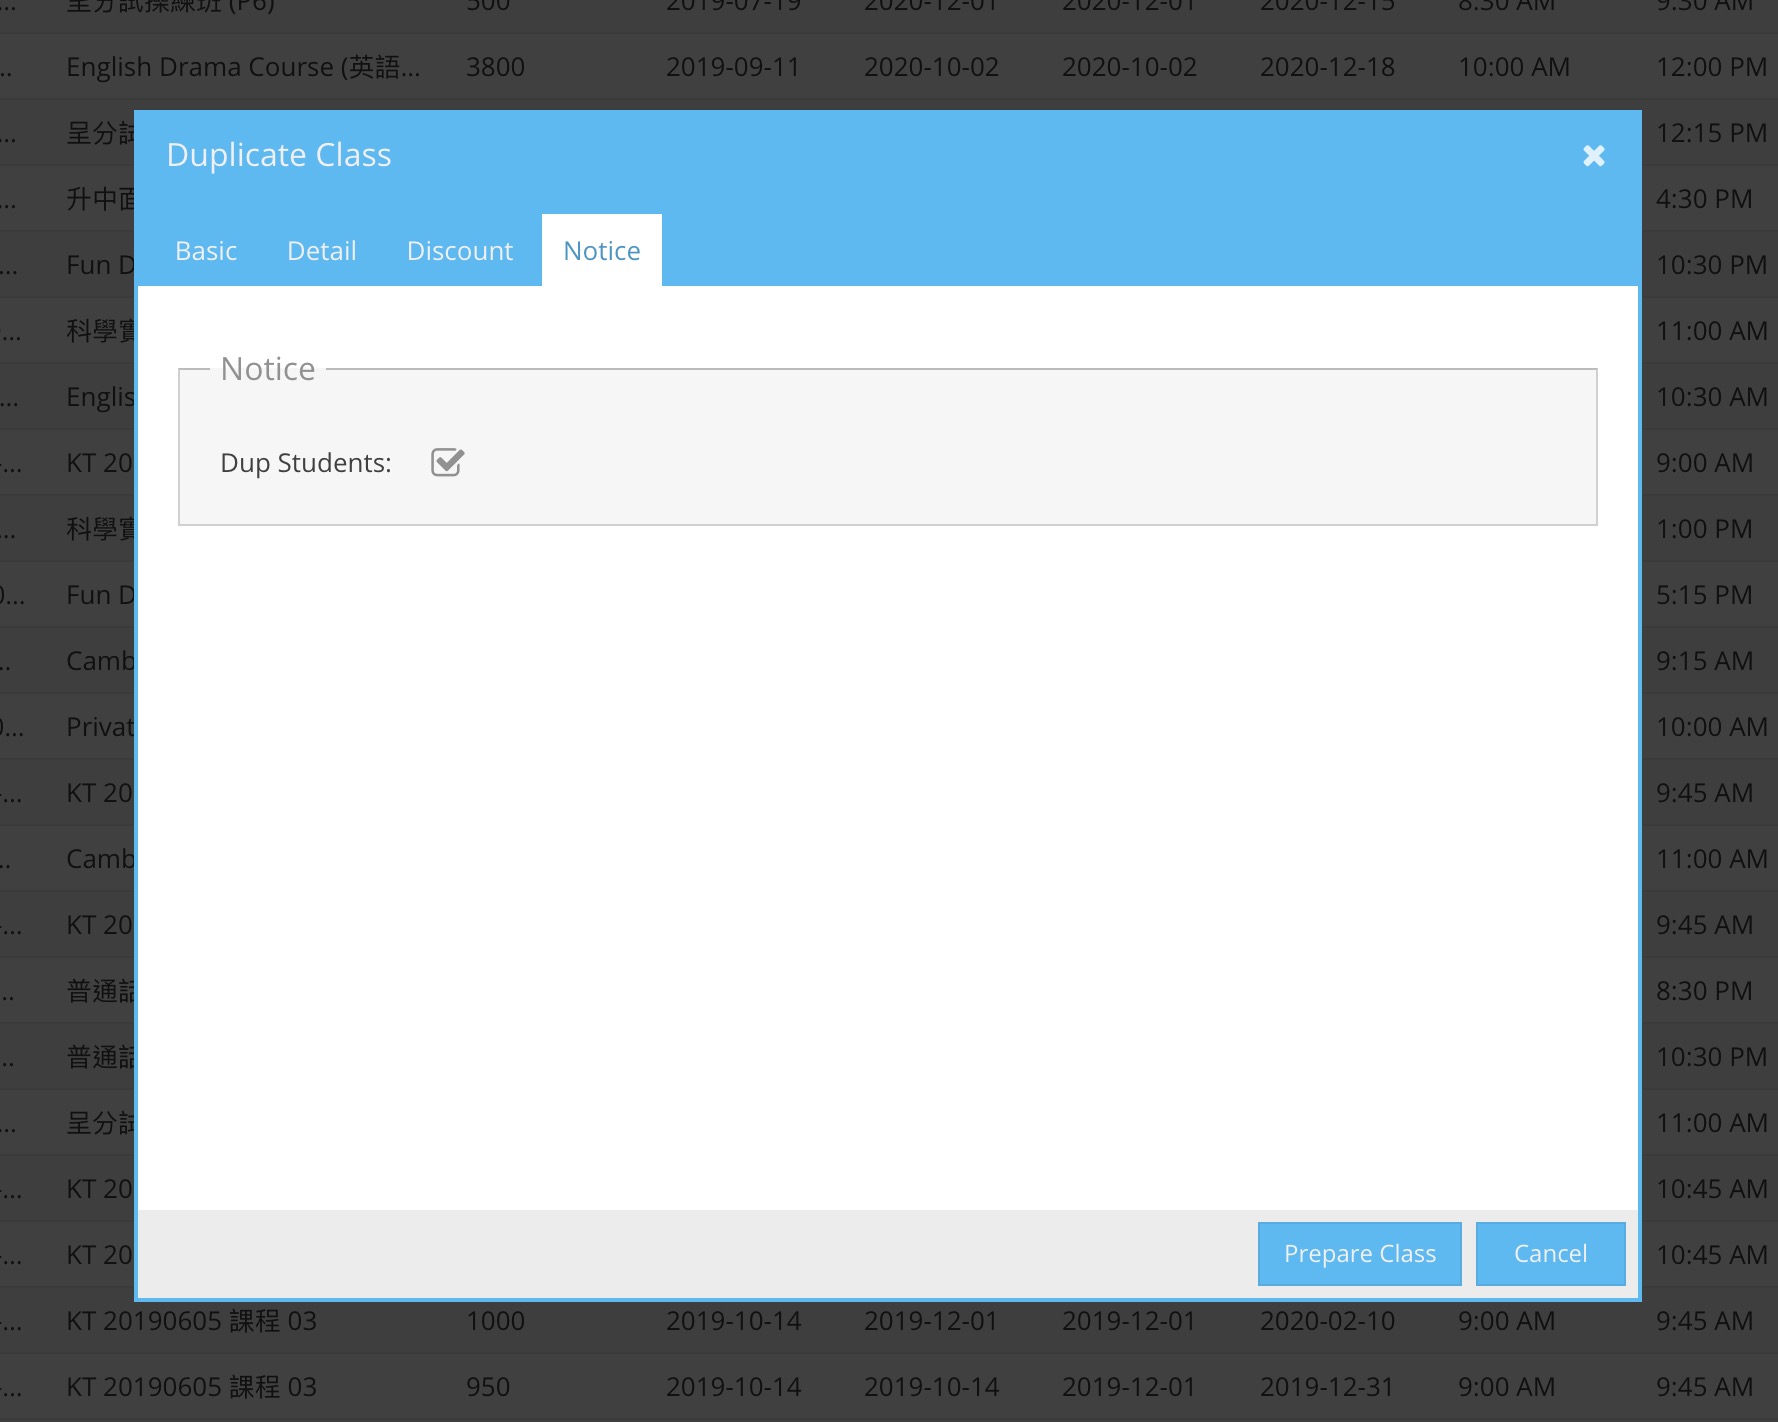 呈分試操練班 (P6) 500 2019-07-19 2020-12-01 2020-12-01 2020-12-15 8:30 AM 9:30 AM
English Drama Course (英語... 3800 2019-09-11 2020-10-02 2020-10-02 2020-12-18 10:00 AM 12:00 PM
Duplicate Class
Basic Detail Discount Notice
Notice
Dup Students:
Prepare Class Cancel
... 呈分試 12:15 PM
... 升中面 4:30 PM
... Fun D 10:30 PM
... 科學實 11:00 AM
... Englis 10:30 AM
... KT 20 9:00 AM
... 科學實 1:00 PM
0... Fun D 5:15 PM
.. Camb 9:15 AM
0... Privat 10:00 AM
... KT 20 9:45 AM
.. Camb 11:00 AM
... KT 20 9:45 AM
.. 普通話 8:30 PM
.. 普通話 10:30 PM
... 呈分試 11:00 AM
... KT 20 10:45 AM
... KT 20 10:45 AM
... KT 20190605 課程 03 1000 2019-10-14 2019-12-01 2019-12-01 2020-02-10 9:00 AM 9:45 AM
... KT 20190605 課程 03 950 2019-10-14 2019-10-14 2019-12-01 2019-12-31 9:00 AM 9:45 AM